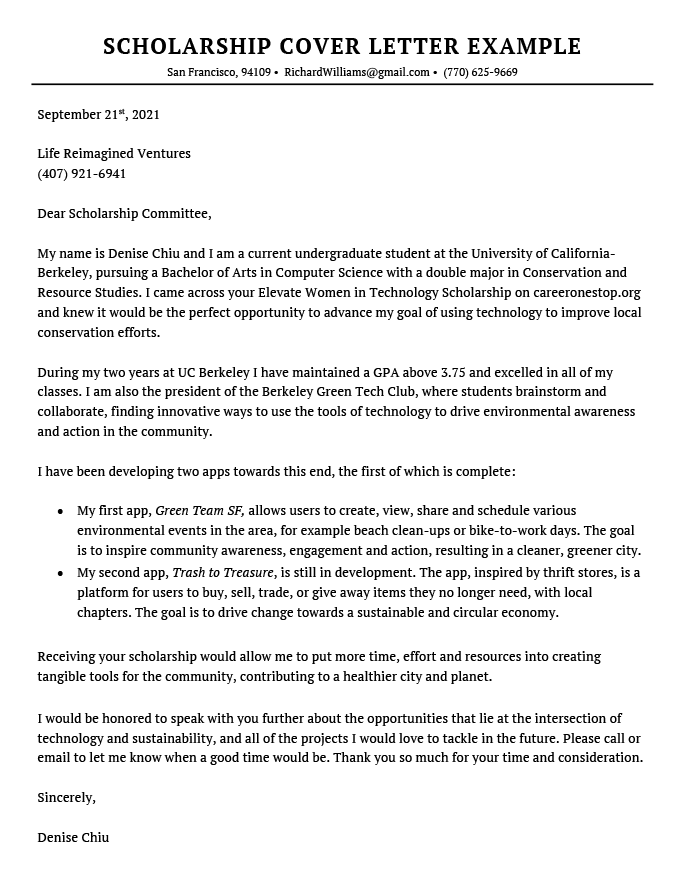 SCHOLARSHIP COVER LETTER EXAMPLE
San Francisco, 94109 • RichardWilliams@gmail.com • (770) 625-9669
September 21st, 2021
Life Reimagined Ventures
(407) 921-6941
Dear Scholarship Committee,
My name is Denise Chiu and I am a current undergraduate student at the University of California-
Berkeley, pursuing a Bachelor of Arts in Computer Science with a double major in Conservation and
Resource Studies. I came across your Elevate Women in Technology Scholarship on careeronestop.org
and knew it would be the perfect opportunity to advance my goal of using technology to improve local
conservation efforts.
During my two years at UC Berkeley I have maintained a GPA above 3.75 and excelled in all of my
classes. I am also the president of the Berkeley Green Tech Club, where students brainstorm and
collaborate, finding innovative ways to use the tools of technology to drive environmental awareness
and action in the community.
I have been developing two apps towards this end, the first of which is complete:
• My first app, Green Team SF, allows users to create, view, share and schedule various
environmental events in the area, for example beach clean-ups or bike-to-work days. The goal
is to inspire community awareness, engagement and action, resulting in a cleaner, greener city.
• My second app, Trash to Treasure, is still in development. The app, inspired by thrift stores, is a
platform for users to buy, sell, trade, or give away items they no longer need, with local
chapters. The goal is to drive change towards a sustainable and circular economy.
Receiving your scholarship would allow me to put more time, effort and resources into creating
tangible tools for the community, contributing to a healthier city and planet.
I would be honored to speak with you further about the opportunities that lie at the intersection of
technology and sustainability, and all of the projects I would love to tackle in the future. Please call or
email to let me know when a good time would be. Thank you so much for your time and consideration.
Sincerely,
Denise Chiu